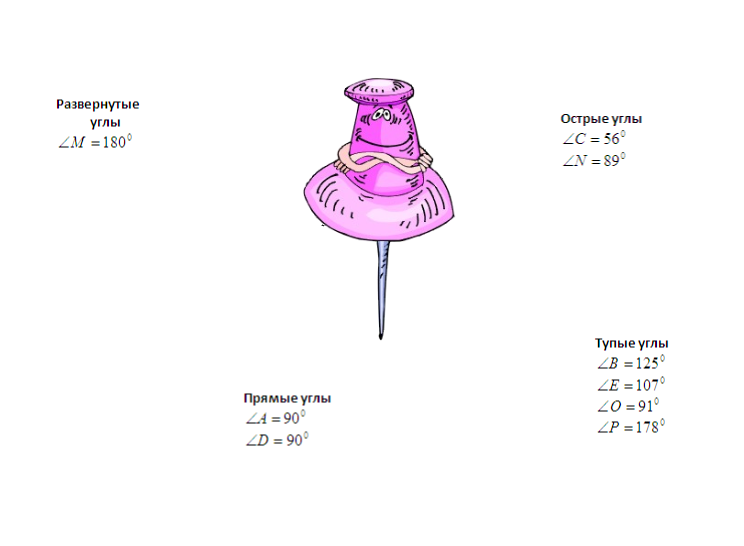 Развернутые
углы
∠M = 180⁰
Острые углы
∠C = 56⁰
∠N = 89⁰
Тупые углы
∠B = 125⁰
∠E = 107⁰
∠O = 91⁰
∠P = 178⁰
Прямые углы
∠A = 90⁰
∠D = 90⁰